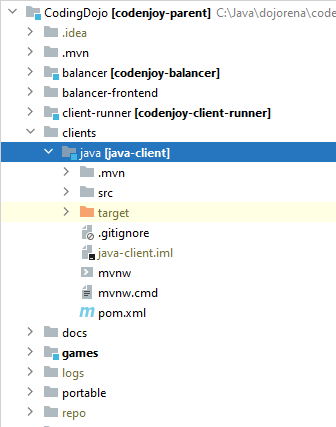 CodingDojo [codenjoy-parent] C:\Java\dojorena\code
.idea
.mvn
balancer [codenjoy-balancer]
balancer-frontend
client-runner [codenjoy-client-runner]
clients
java [java-client]
.mvn
src
target
.gitignore
java-client.iml
mvnw
mvnw.cmd
pom.xml
docs
games
logs
portable
repo